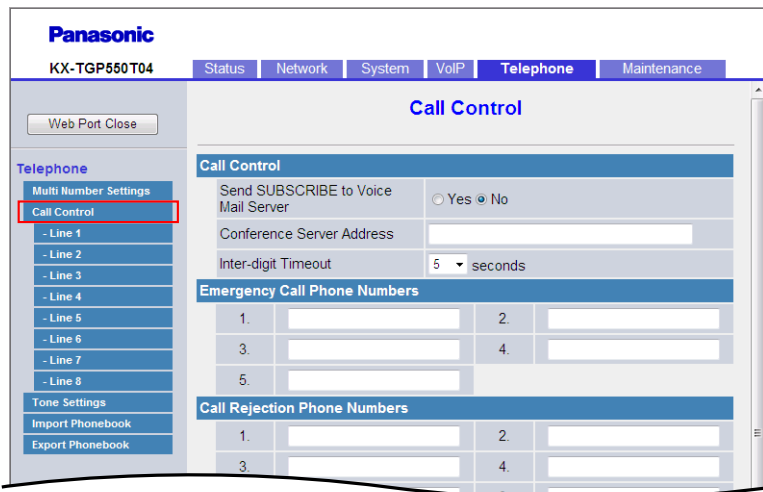 Panasonic
KX-TGP550T04
Status Network System VoIP Telephone Maintenance
Web Port Close
Telephone
Multi Number Settings
Call Control
- Line 1
- Line 2
- Line 3
- Line 4
- Line 5
- Line 6
- Line 7
- Line 8
Tone Settings
Import Phonebook
Export Phonebook
Call Control
Call Control
Send SUBSCRIBE to Voice
Mail Server
Yes No
Conference Server Address
Inter-digit Timeout 5 seconds
Emergency Call Phone Numbers
1. 2.
3. 4.
5.
Call Rejection Phone Numbers
1. 2.
3. 4.